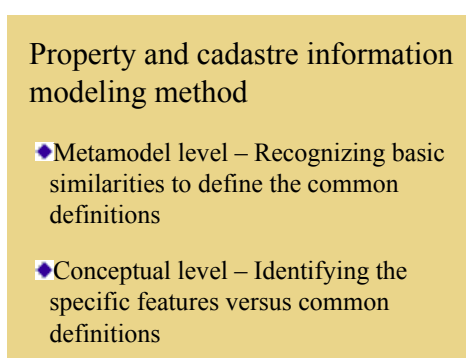 Property and cadastre information
modeling method
Metamodel level – Recognizing basic
similarities to define the common
definitions
Conceptual level – Identifying the
specific features versus common
definitions